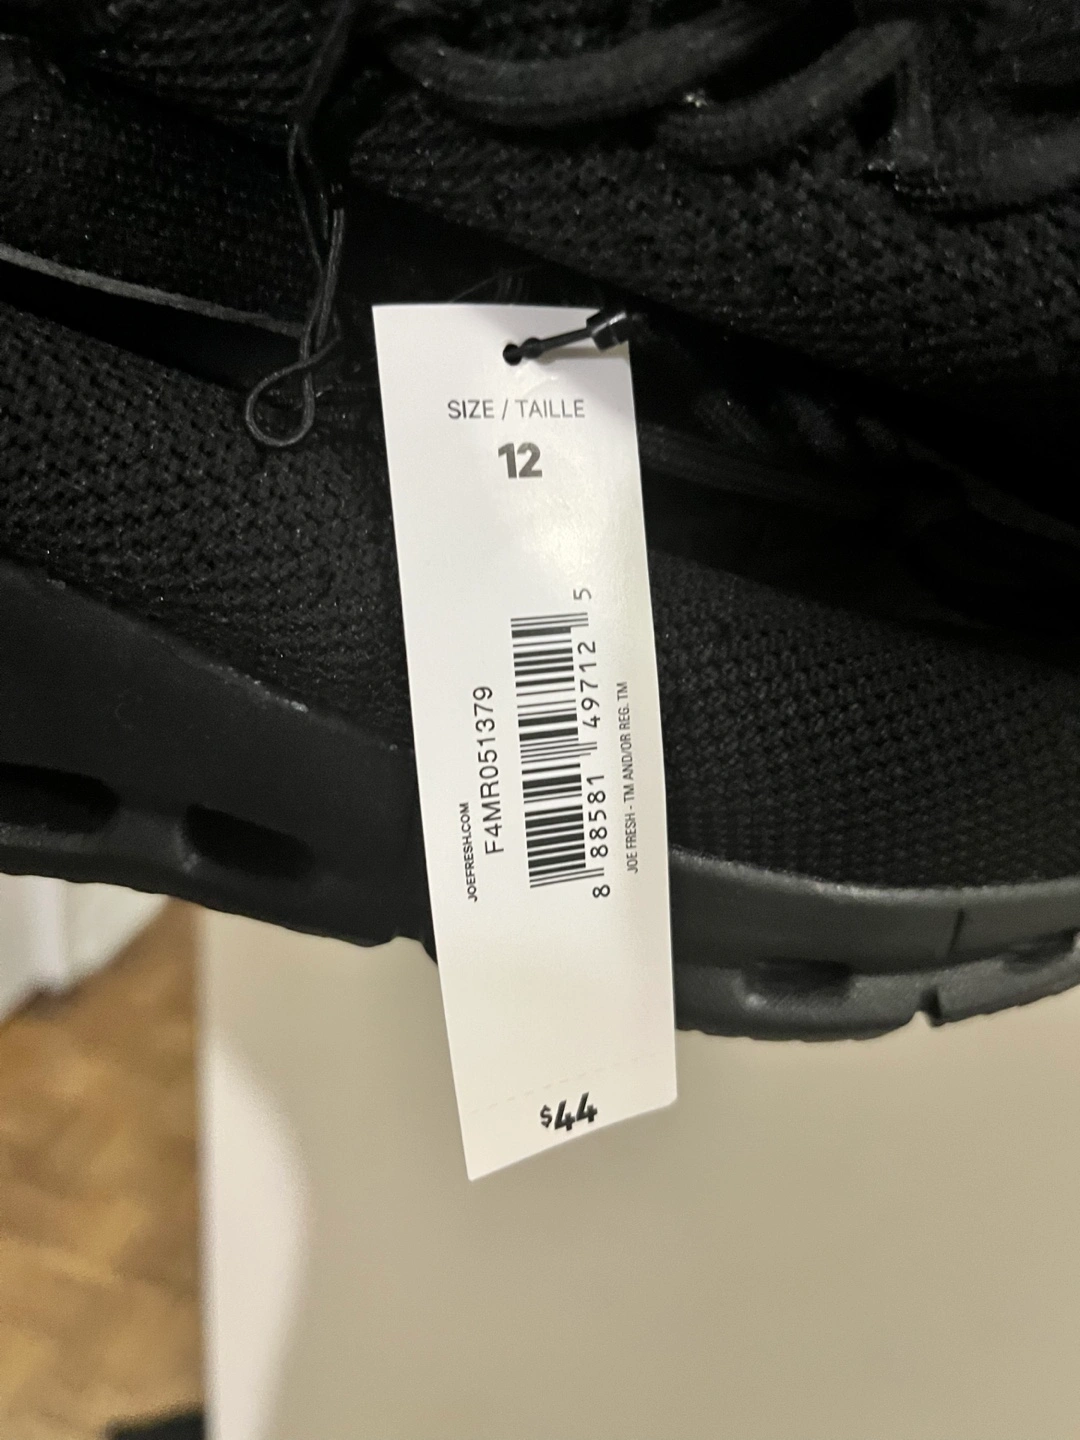 SIZE / TAILLE
12
JOEFRESH.COM
F4MR051379
8 88581 49712 5
JOE FRESH - TM AND/OR REG. TM
$44